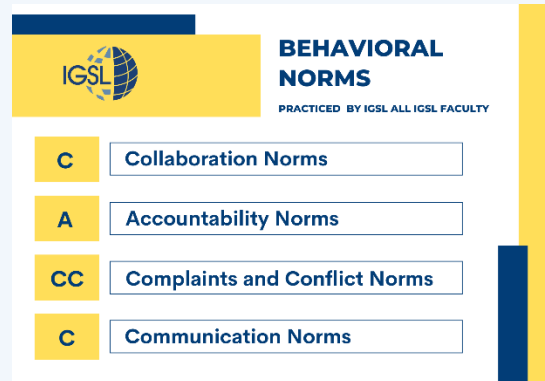 IGSL
BEHAVIORAL
NORMS
PRACTICED BY IGSL ALL IGSL FACULTY
C
Collaboration Norms
A
Accountability Norms
CC
Complaints and Conflict Norms
C
Communication Norms